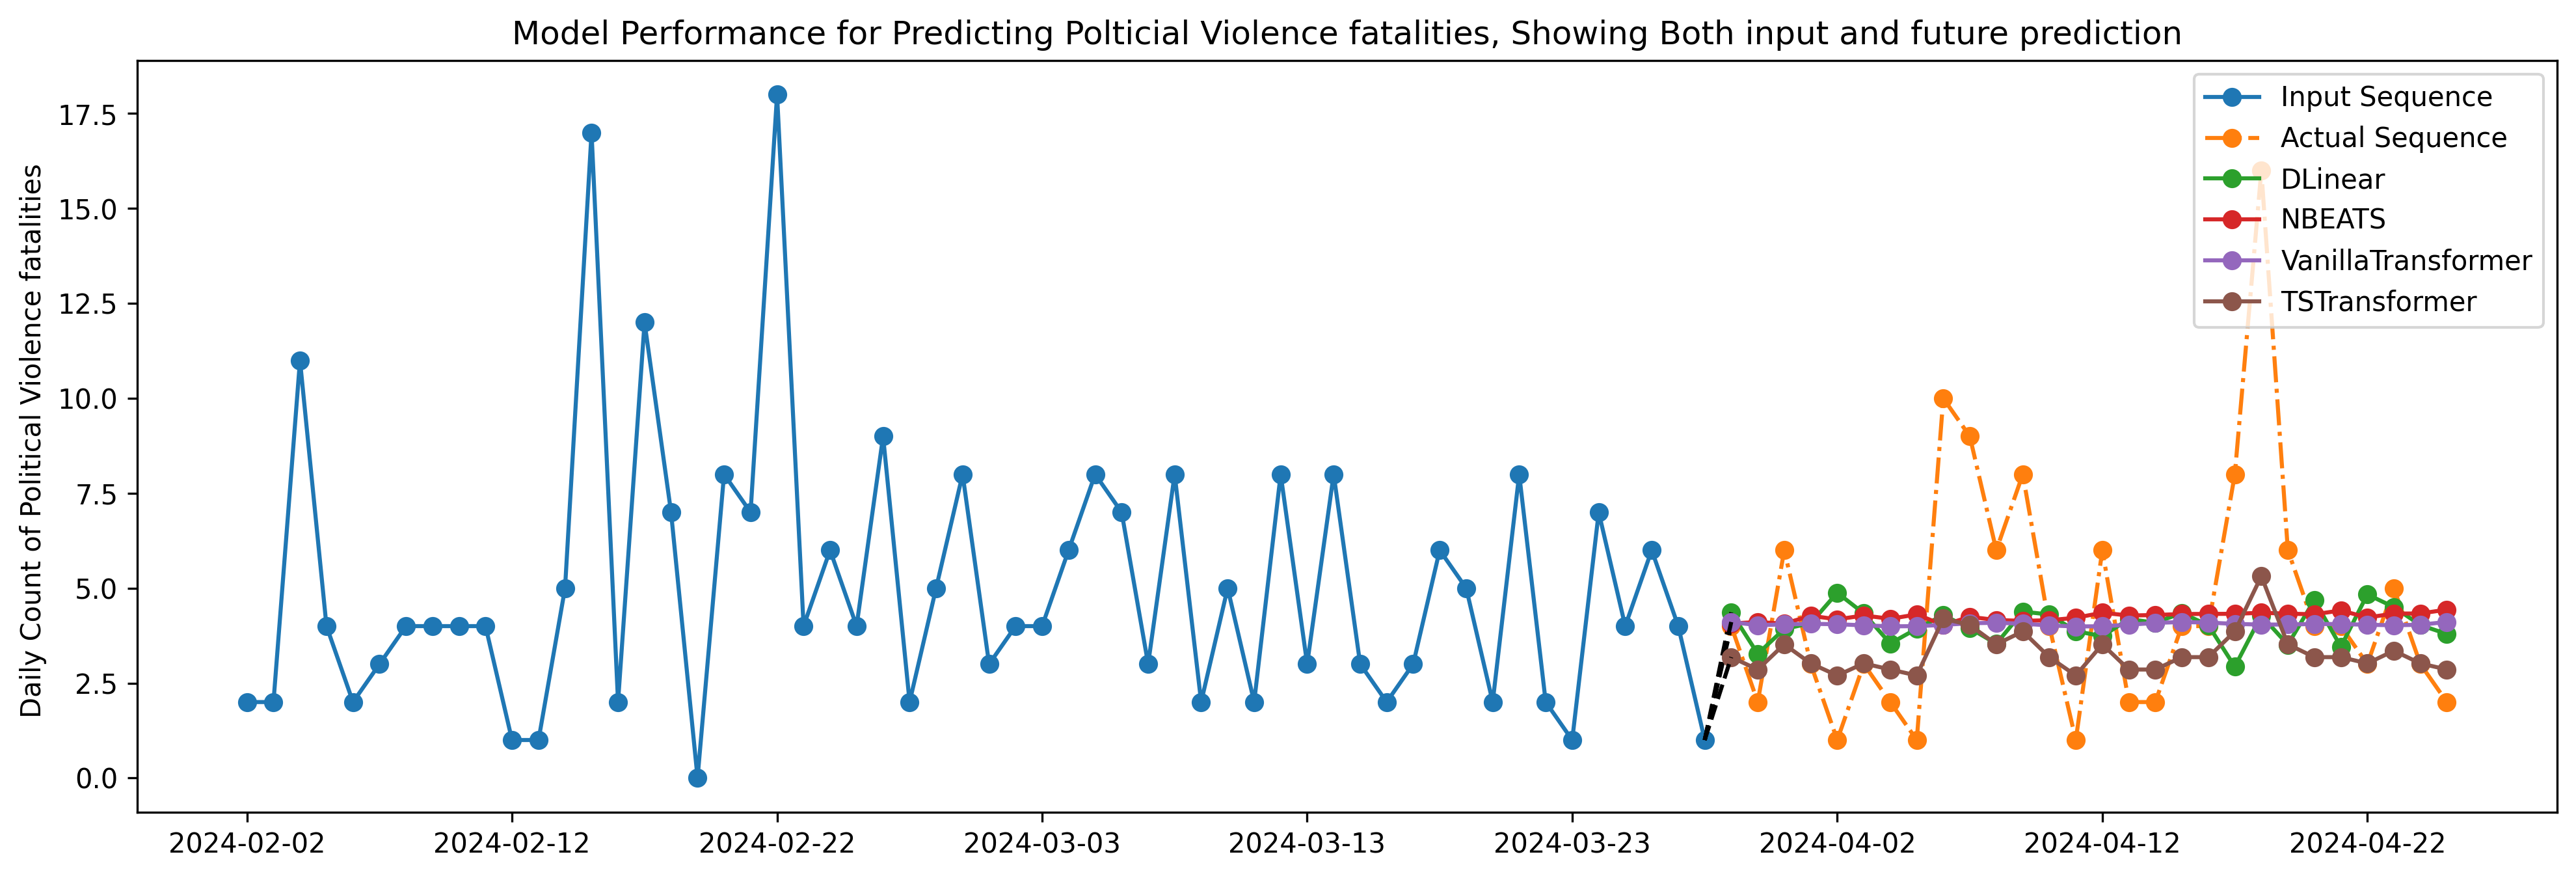 Model Performance for Predicting Polticial Violence fatalities, Showing Both input and future prediction
Daily Count of Political Violence fatalities
17.5
15.0
12.5
10.0
7.5
5.0
2.5
0.0
Input Sequence
Actual Sequence
DLinear
NBEATS
VanillaTransformer
TSTransformer
2024-02-02
2024-02-12
2024-02-22
2024-03-03
2024-03-13
2024-03-23
2024-04-02
2024-04-12
2024-04-22